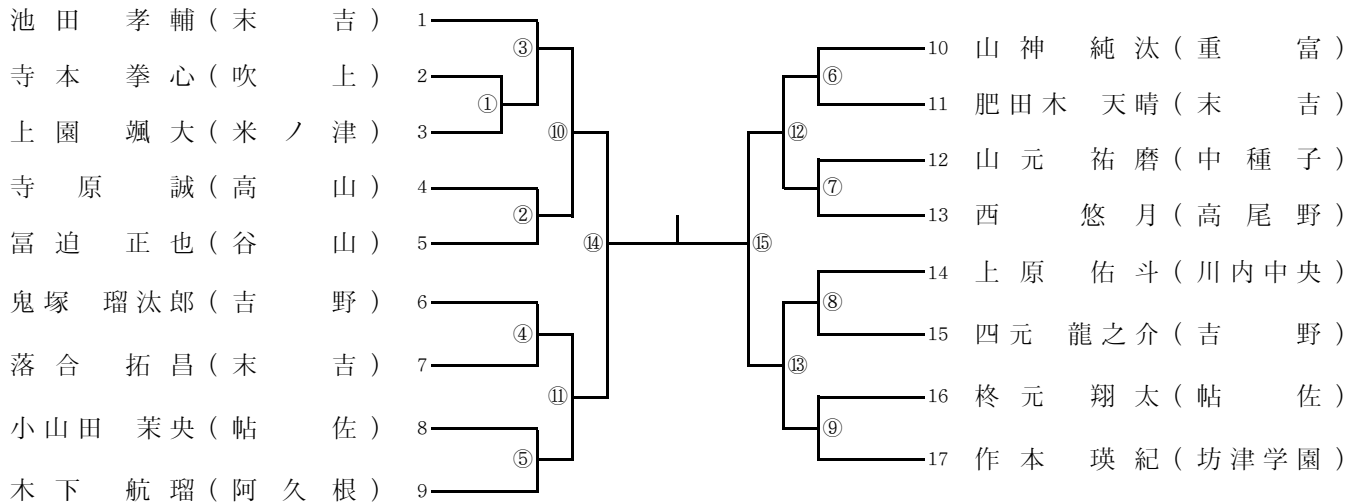 池田 孝輔(末吉) 1
寺本 拳心(吹上) 2
上園 颯大(米ノ津) 3
寺原 誠(高山) 4
冨迫 正也(谷山) 5
鬼塚 瑠汰郎(吉野) 6
落合 拓昌(末吉) 7
小山田 茉央(帖佐) 8
木下 航瑠(阿久根) 9
③
①
⑩
②
⑭
④
⑪
⑤
⑮
⑥
⑫
⑦
⑧
⑬
⑨
10 山神 純汰(重富)
11 肥田木 天晴(末吉)
12 山元 祐磨(中種子)
13 西 悠月(高尾野)
14 上原 佑斗(川内中央)
15 四元 龍之介(吉野)
16 柊元 翔太(帖佐)
17 作本 瑛紀(坊津学園)